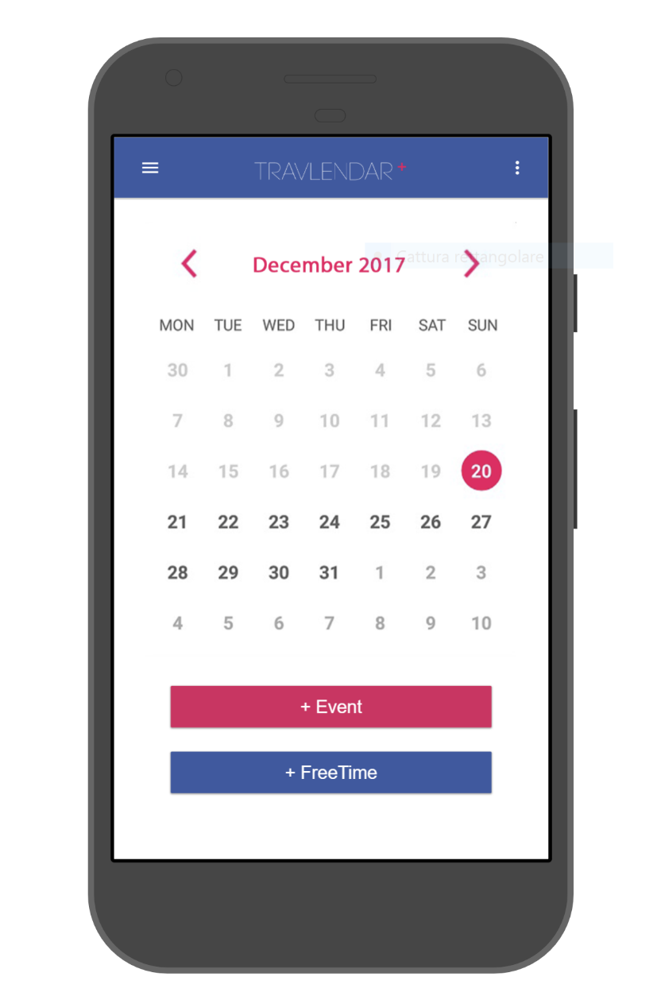 TRAVLENDAR+
Cattura rettangolare
December 2017
MON TUE WED THU FRI SAT SUN
30 1 2 3 4 5 6
7 8 9 10 11 12 13
14 15 16 17 18 19 20
21 22 23 24 25 26 27
28 29 30 31 1 2 3
4 5 6 7 8 9 10
+ Event
+ FreeTime